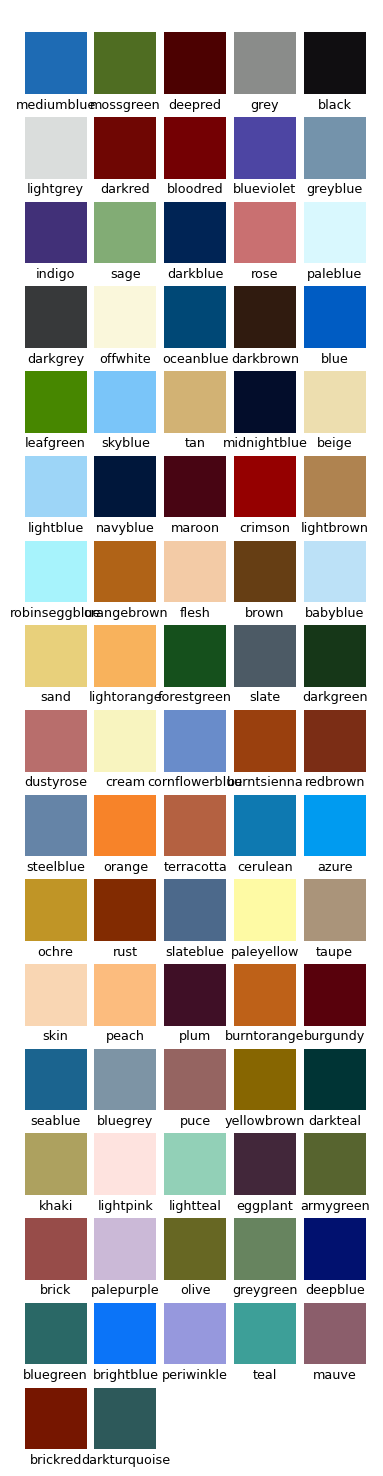 mediumblue mossgreen deepred grey black
lightgrey darkred bloodred blueviolet greyblue
indigo sage darkblue rose paleblue
darkgrey offwhite oceanblue darkbrown blue
leafgreen skyblue tan midnightblue beige
lightblue navyblue maroon crimson lightbrown
robinseggblue orangebrown flesh brown babyblue
sand lightorange forestgreen slate darkgreen
dustyrose cream cornflowerblue burntsienna redbrown
steelblue orange terracotta cerulean azure
ochre rust slateblue paleyellow taupe
skin peach plum burntorange burgundy
seablue bluegrey puce yellowbrown darkteal
khaki lightpink lightteal eggplant armygreen
brick palepurple olive greygreen deepblue
bluegreen brightblue periwinkle teal mauve
brickred darkturquoise